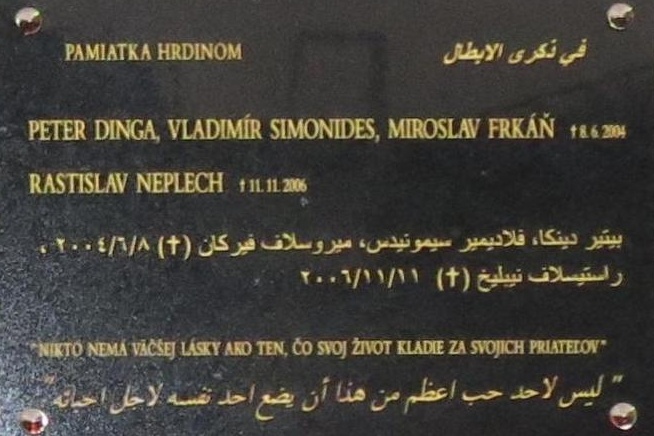 PAMIATKA HRDINOM
في ذكرى الابطال
PETER DINGA, VLADIMÍR SIMONIDES, MIROSLAV FRKÁŇ †8.6.2004
RASTISLAV NEPLECH †11.11.2006
بيتير دينكا، فلاديمير سيمونيدس، ميروسلاف فيركان (†) ٢٠٠٤/٦/٨ ،
راستيسلاف نيبليخ (†) ٢٠٠٦/١١/١١
"NIKTO NEMÁ VÄČŠEJ LÁSKY AKO TEN, ČO SVOJ ŽIVOT KLADIE ZA SVOJICH PRIATEĽOV"
" ليس لاحد حب اعظم من هذا أن يضع احد نفسه لاجل احبائه "